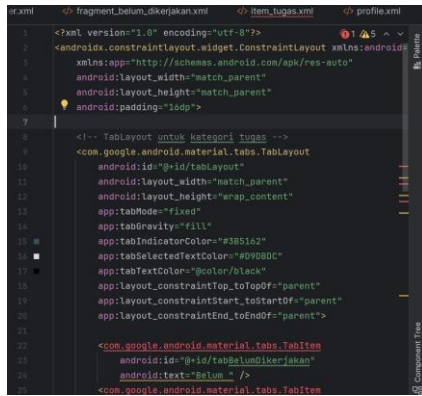 er.xml </> fragment_belum_dikerjakan.xml </> item_tugas.xml </> profile.xml
1 <?xml version="1.0" encoding="utf-8"?> 1 5
2 <androidx.constraintlayout.widget.ConstraintLayout xmlns:android=
3 xmlns:app="http://schemas.android.com/apk/res-auto"
4 android:layout_width="match_parent"
5 android:layout_height="match_parent"
6 android:padding="16dp">
7
8 <!-- TabLayout untuk kategori tugas -->
9 <com.google.android.material.tabs.TabLayout
10 android:id="@+id/tabLayout"
11 android:layout_width="match_parent"
12 android:layout_height="wrap_content"
13 app:tabMode="fixed"
14 app:tabGravity="fill"
15 app:tabIndicatorColor="#3B5162"
16 app:tabSelectedTextColor="#D9DBDC"
17 app:tabTextColor="@color/black"
18 app:layout_constraintTop_toTopOf="parent"
19 app:layout_constraintStart_toStartOf="parent"
20 app:layout_constraintEnd_toEndOf="parent">
21
22 <com.google.android.material.tabs.TabItem
23 android:id="@+id/tabBelumDikerjakan"
24 android:text="Belum " />
25 <com.google.android.material.tabs.TabItem
Palette
Component Tree